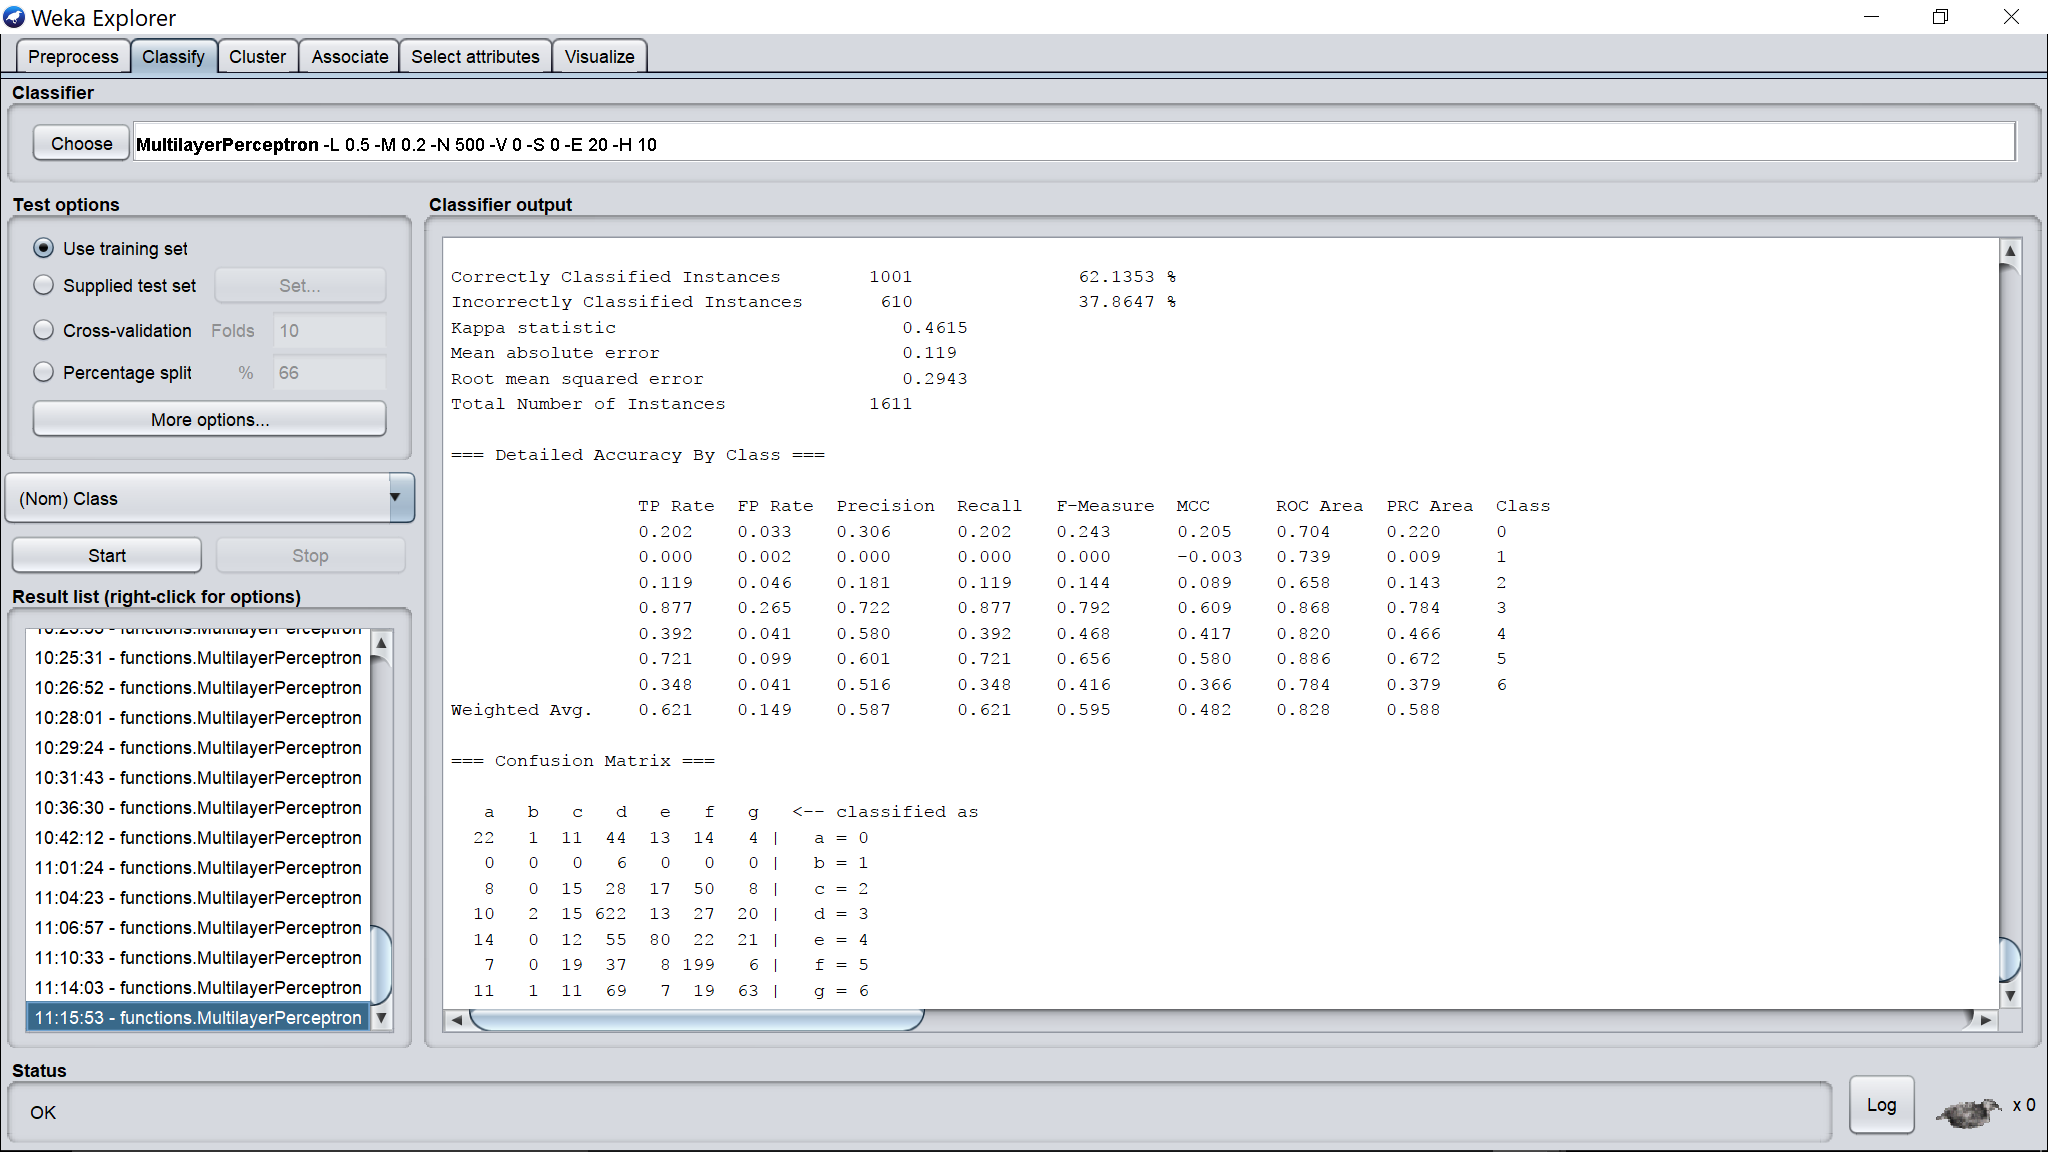 Weka Explorer
Preprocess Classify Cluster Associate Select attributes Visualize
Classifier
Choose MultilayerPerceptron -L 0.5 -M 0.2 -N 500 -V 0 -S 0 -E 20 -H 10
Test options
Use training set
Supplied test set Set...
Cross-validation Folds 10
Percentage split % 66
More options...
(Nom) Class
Start Stop
Result list (right-click for options)
10:25:31 - functions.MultilayerPerceptron
10:26:52 - functions.MultilayerPerceptron
10:28:01 - functions.MultilayerPerceptron
10:29:24 - functions.MultilayerPerceptron
10:31:43 - functions.MultilayerPerceptron
10:36:30 - functions.MultilayerPerceptron
10:42:12 - functions.MultilayerPerceptron
11:01:24 - functions.MultilayerPerceptron
11:04:23 - functions.MultilayerPerceptron
11:06:57 - functions.MultilayerPerceptron
11:10:33 - functions.MultilayerPerceptron
11:14:03 - functions.MultilayerPerceptron
11:15:53 - functions.MultilayerPerceptron
Classifier output
Correctly Classified Instances 1001 62.1353 %
Incorrectly Classified Instances 610 37.8647 %
Kappa statistic 0.4615
Mean absolute error 0.119
Root mean squared error 0.2943
Total Number of Instances 1611
=== Detailed Accuracy By Class ===
TP Rate FP Rate Precision Recall F-Measure MCC ROC Area PRC Area Class
0.202 0.033 0.306 0.202 0.243 0.205 0.704 0.220 0
0.000 0.002 0.000 0.000 0.000 -0.003 0.739 0.009 1
0.119 0.046 0.181 0.119 0.144 0.089 0.658 0.143 2
0.877 0.265 0.722 0.877 0.792 0.609 0.868 0.784 3
0.392 0.041 0.580 0.392 0.468 0.417 0.820 0.466 4
0.721 0.099 0.601 0.721 0.656 0.580 0.886 0.672 5
0.348 0.041 0.516 0.348 0.416 0.366 0.784 0.379 6
Weighted Avg. 0.621 0.149 0.587 0.621 0.595 0.482 0.828 0.588
=== Confusion Matrix ===
a b c d e f g <-- classified as
22 1 11 44 13 14 4 | a = 0
0 0 0 6 0 0 0 | b = 1
8 0 15 28 17 50 8 | c = 2
10 2 15 622 13 27 20 | d = 3
14 0 12 55 80 22 21 | e = 4
7 0 19 37 8 199 6 | f = 5
11 1 11 69 7 19 63 | g = 6
Status
OK
Log x 0